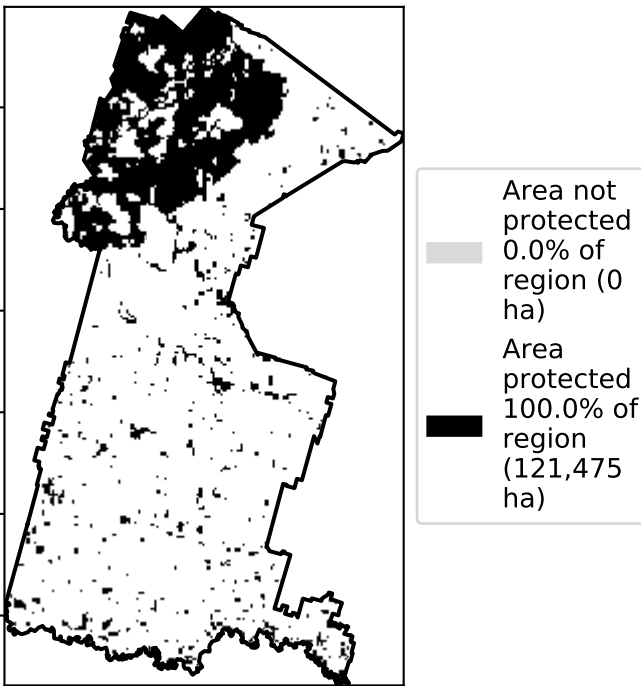 Area not
protected
0.0% of
region (0
ha)
Area
protected
100.0% of
region
(121,475
ha)